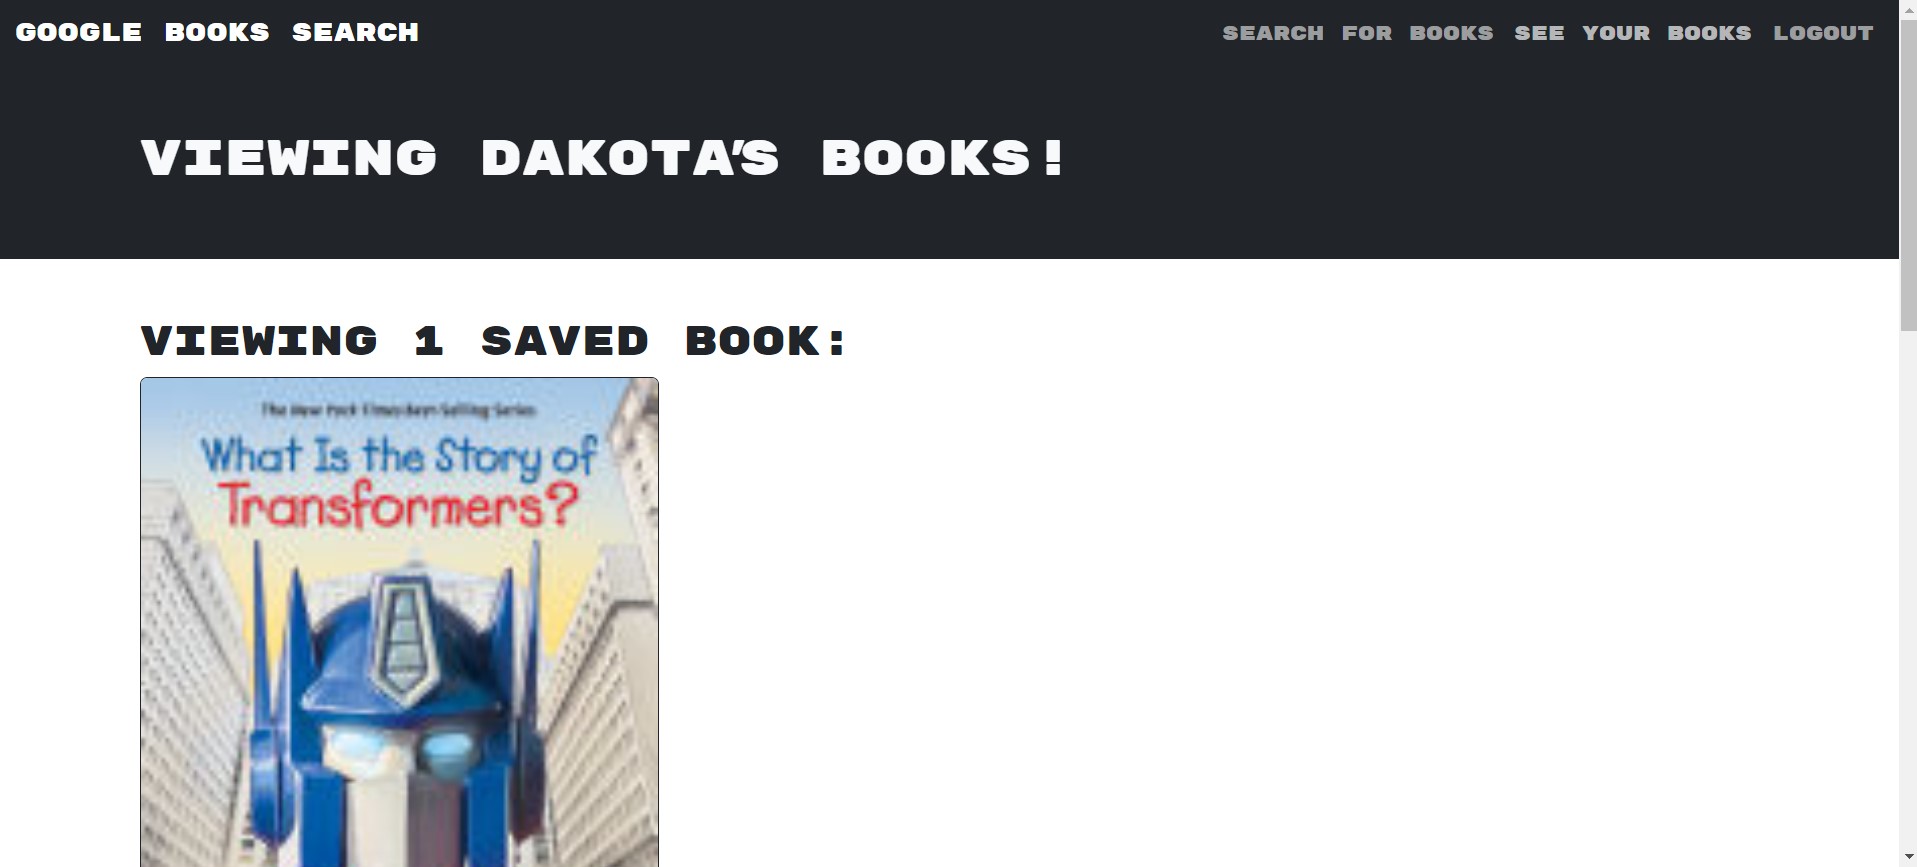 GOOGLE BOOKS SEARCH
SEARCH FOR BOOKS SEE YOUR BOOKS LOGOUT
VIEWING DAKOTA'S BOOKS!
VIEWING 1 SAVED BOOK:
The New York Times Best-Selling Series
What Is the Story of
Transformers?